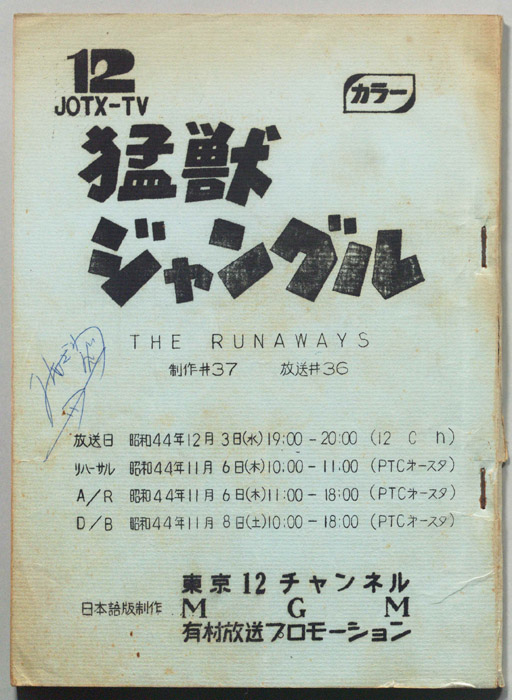 12
JOTX-TV
カラー
猛獣
ジャングル
THE RUNAWAYS
制作#37 放送#36
放送日 昭和44年12月3日(水)19:00-20:00 (12 Ch)
リハーサル 昭和44年11月6日(木)10:00-11:00 (PTCオースタ)
A/R 昭和44年11月6日(木)11:00-18:00 (PTCオースタ)
D/B 昭和44年11月8日(土)10:00-18:00 (PTCオースタ)
東京12チャンネル
日本語版制作 M G M
有村放送プロモーション